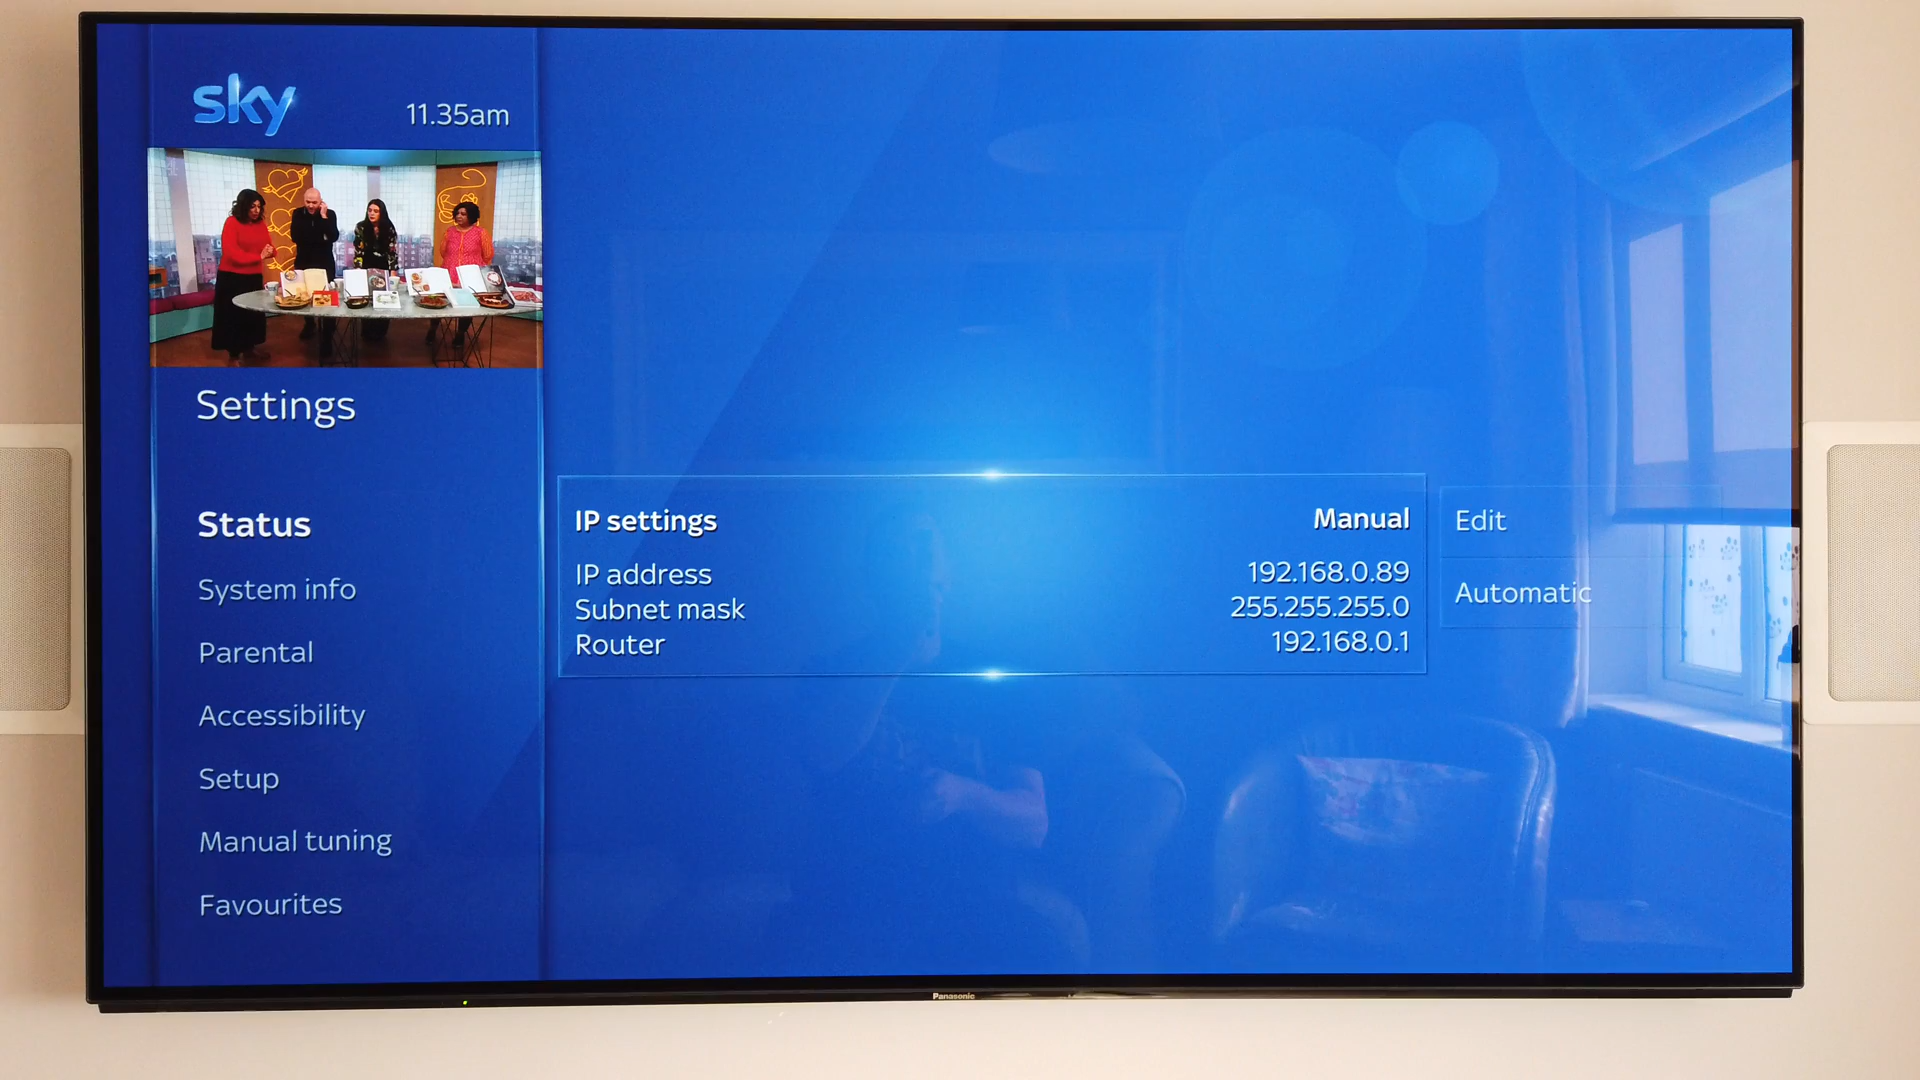 sky
11.35am
Settings
Status
System info
Parental
Accessibility
Setup
Manual tuning
Favourites
IP settings Manual
IP address 192.168.0.89
Subnet mask 255.255.255.0
Router 192.168.0.1
Edit
Automatic
Panasonic